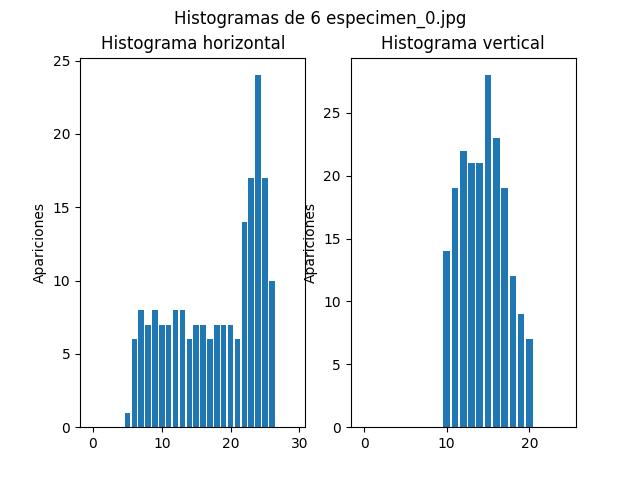 Histogramas de 6 especimen_0.jpg
Histograma horizontal
Histograma vertical
Apariciones
25
20
15
10
5
0
0 10 20 30
Apariciones
25
20
15
10
5
0
0 10 20